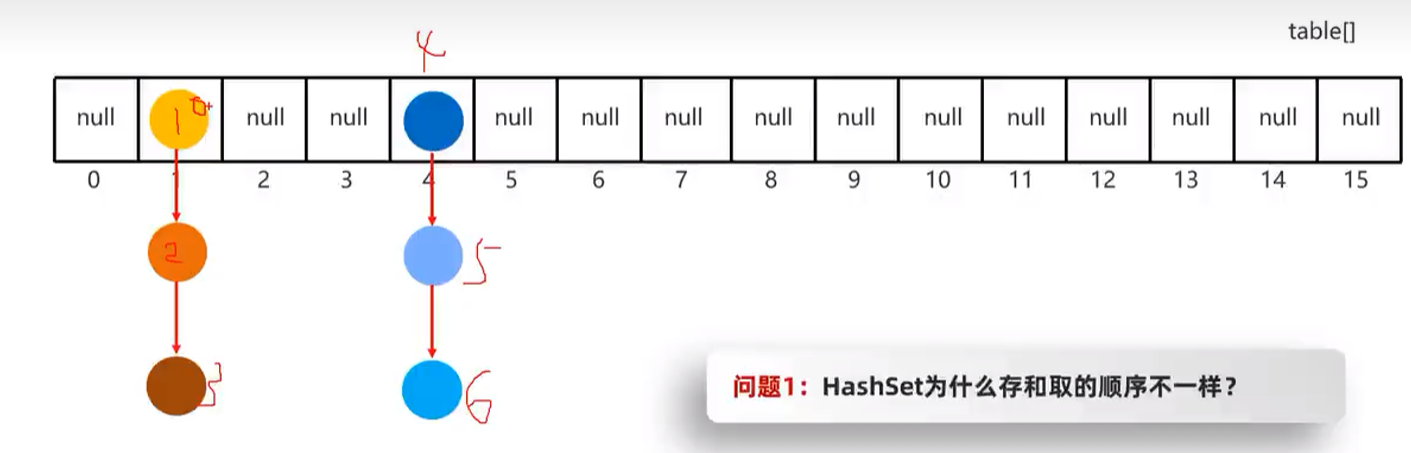 table[]
4
null 1 null null null null null null null null null null null null null
0 1 2 3 4 5 6 7 8 9 10 11 12 13 14 15
2
5
3
6
问题1：HashSet为什么存和取的顺序不一样？